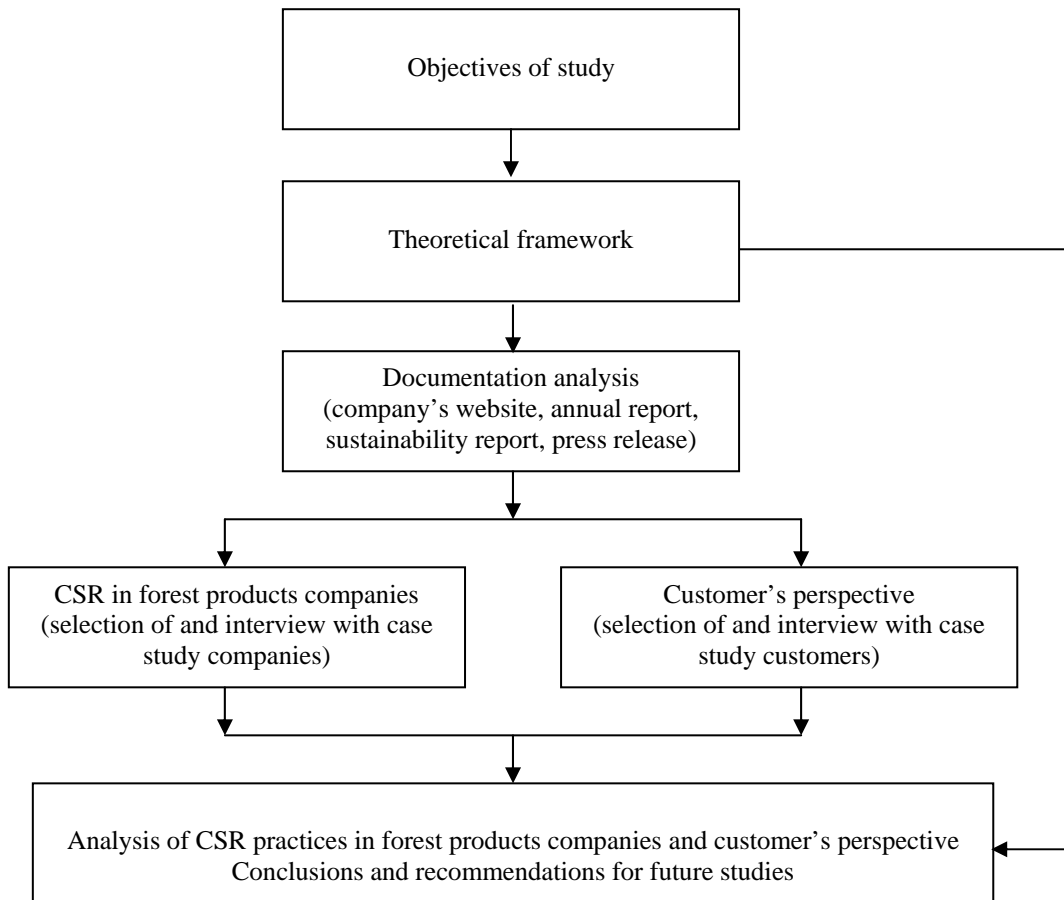 Objectives of study
Theoretical framework
Documentation analysis
(company’s website, annual report,
sustainability report, press release)
CSR in forest products companies
(selection of and interview with case
study companies)
Customer’s perspective
(selection of and interview with case
study customers)
Analysis of CSR practices in forest products companies and customer’s perspective
Conclusions and recommendations for future studies